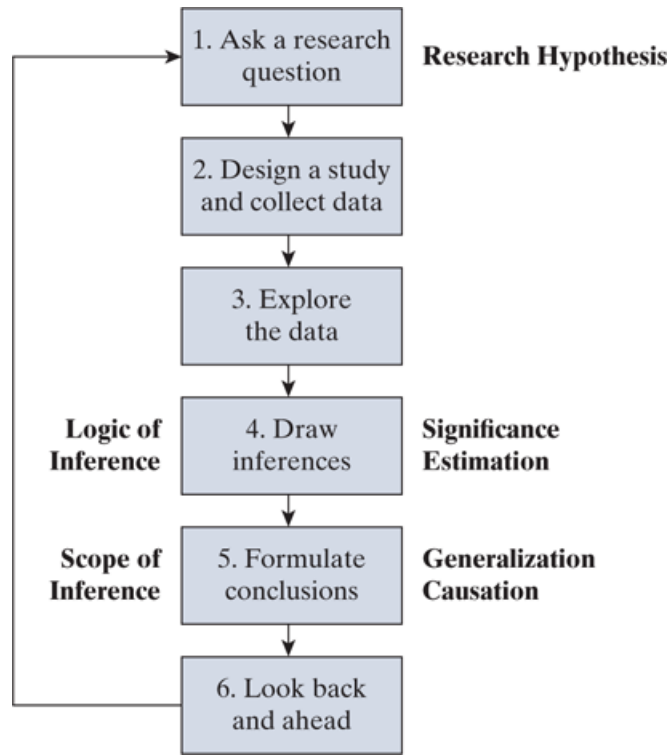 1. Ask a research
question
Research Hypothesis
2. Design a study
and collect data
3. Explore
the data
Logic of
Inference
4. Draw
inferences
Significance
Estimation
Scope of
Inference
5. Formulate
conclusions
Generalization
Causation
6. Look back
and ahead